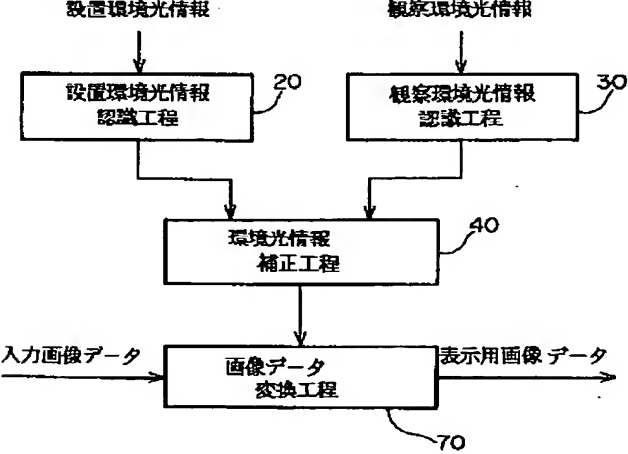 設置環境光情報
観察環境光情報
設置環境光情報
認識工程
20
観察環境光情報
認識工程
30
環境光情報
補正工程
40
入力画像データ
画像データ
変換工程
表示用画像データ
70